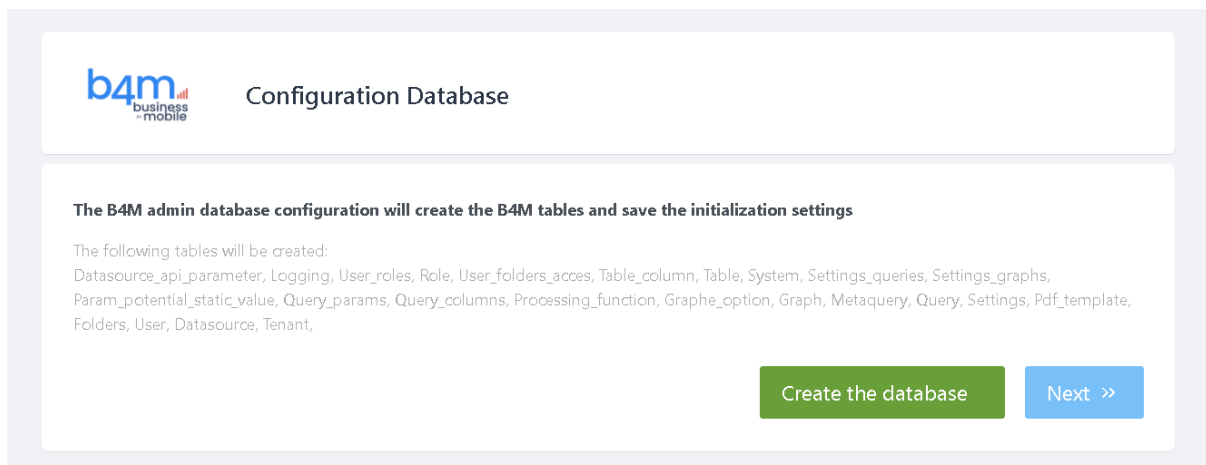 b4m
business
for mobile
Configuration Database
The B4M admin database configuration will create the B4M tables and save the initialization settings
The following tables will be created:
Datasource_api_parameter, Logging, User_roles, Role, User_folders_acces, Table_column, Table, System, Settings_queries, Settings_graphs,
Param_potential_static_value, Query_params, Query_columns, Processing_function, Graphe_option, Graph, Metaquery, Query, Settings, Pdf_template,
Folders, User, Datasource, Tenant,
Create the database
Next »